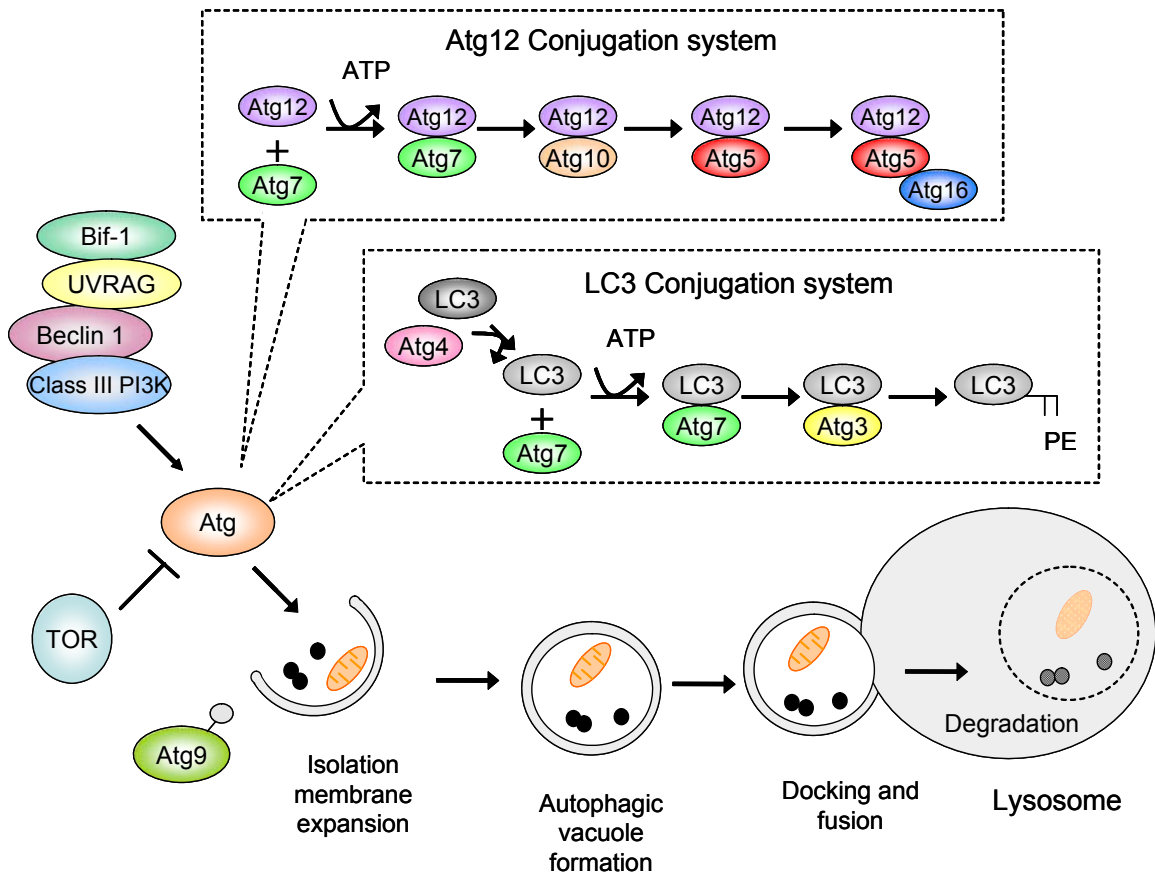 Atg12 Conjugation system
ATP
Atg12
+
Atg7
Atg12
Atg7
Atg12
Atg10
Atg12
Atg5
Atg12
Atg5
Atg16
Bif-1
UVRAG
Beclin 1
Class III PI3K
LC3 Conjugation system
LC3
Atg4
LC3
+
Atg7
ATP
LC3
Atg7
LC3
Atg3
LC3
PE
Atg
TOR
Atg9
Isolation
membrane
expansion
Autophagic
vacuole
formation
Docking and
fusion
Degradation
Lysosome